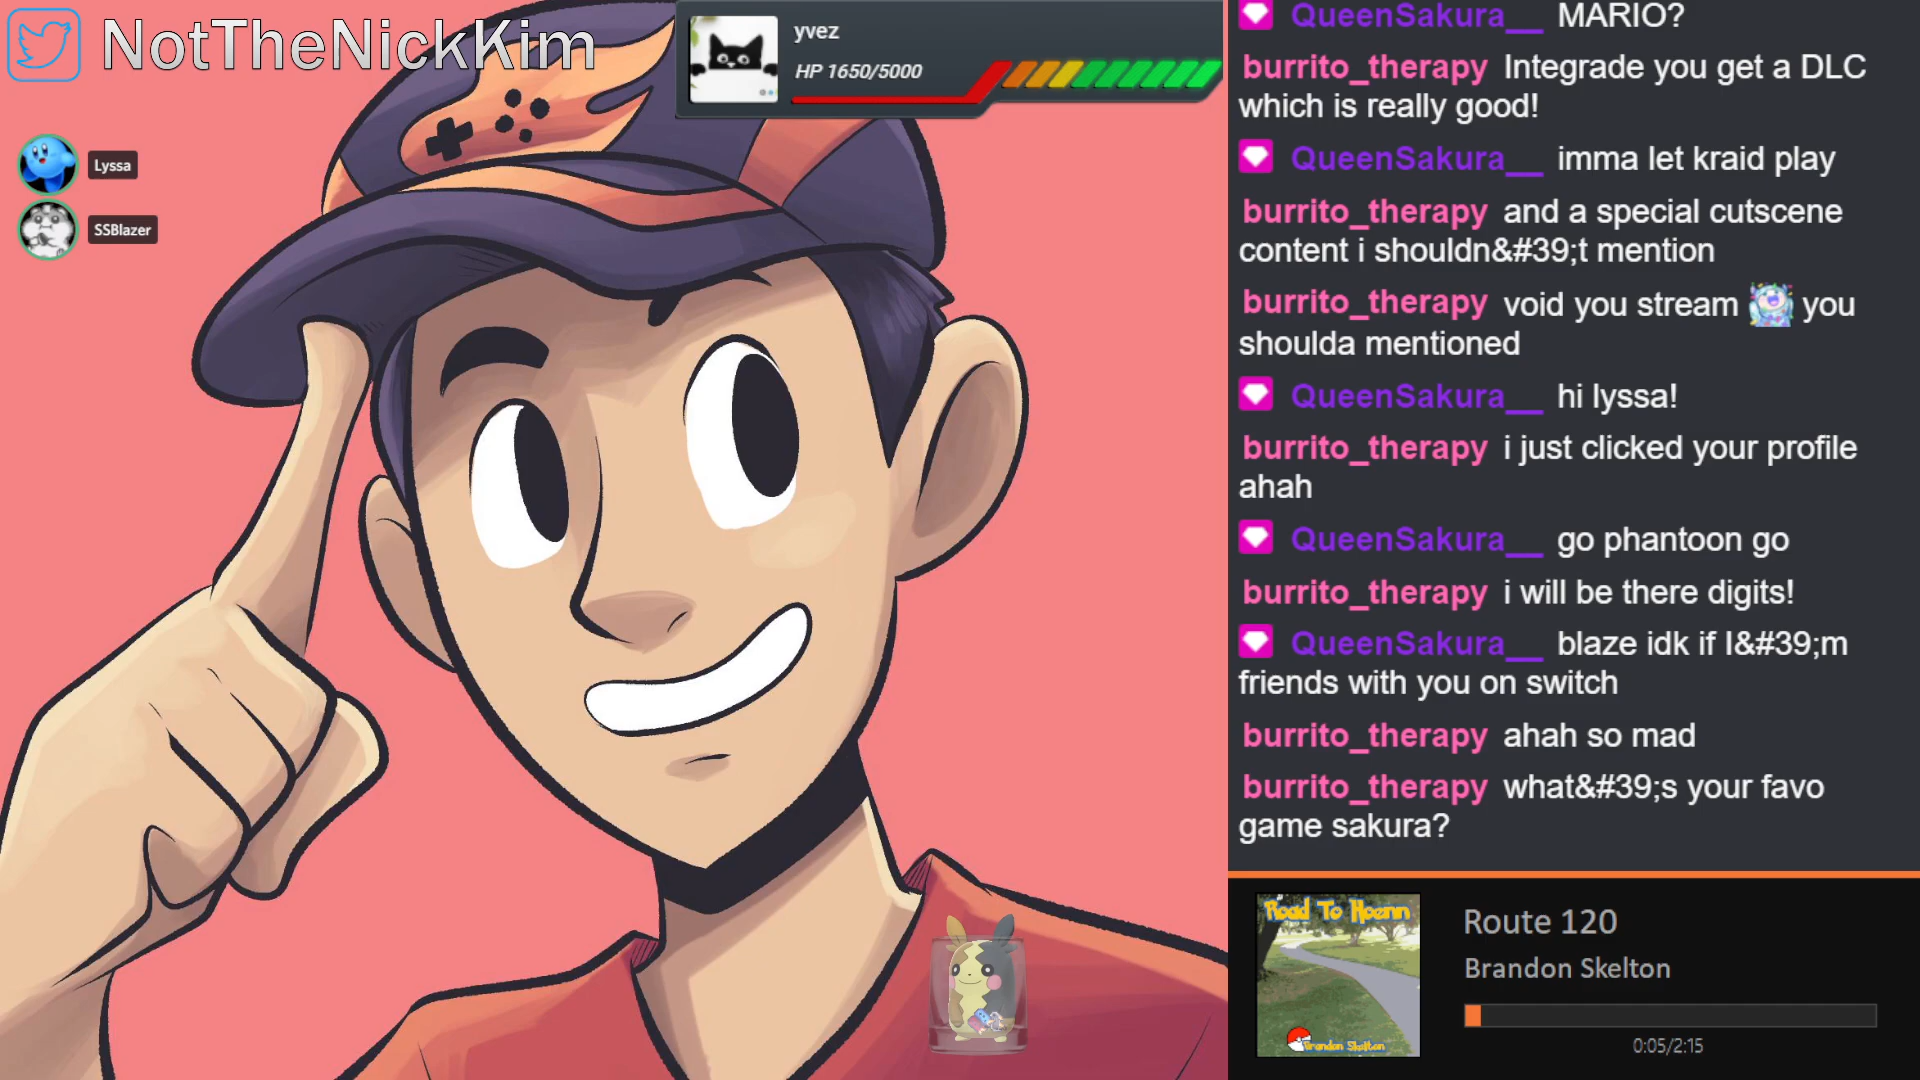 NotTheNickKim
yvez
HP 1650/5000
Lyssa
SSBlazer
QueenSakura__ MARIO?
burrito_therapy Integrade you get a DLC
which is really good!
QueenSakura__ imma let kraid play
burrito_therapy and a special cutscene
content i shouldn&#39;t mention
burrito_therapy void you stream you
shoulda mentioned
QueenSakura__ hi lyssa!
burrito_therapy i just clicked your profile
ahah
QueenSakura__ go phantoon go
burrito_therapy i will be there digits!
QueenSakura__ blaze idk if I&#39;m
friends with you on switch
burrito_therapy ahah so mad
burrito_therapy what&#39;s your favo
game sakura?
Road To Hoenn
Brandon Skelton
Route 120
Brandon Skelton
0:05/2:15